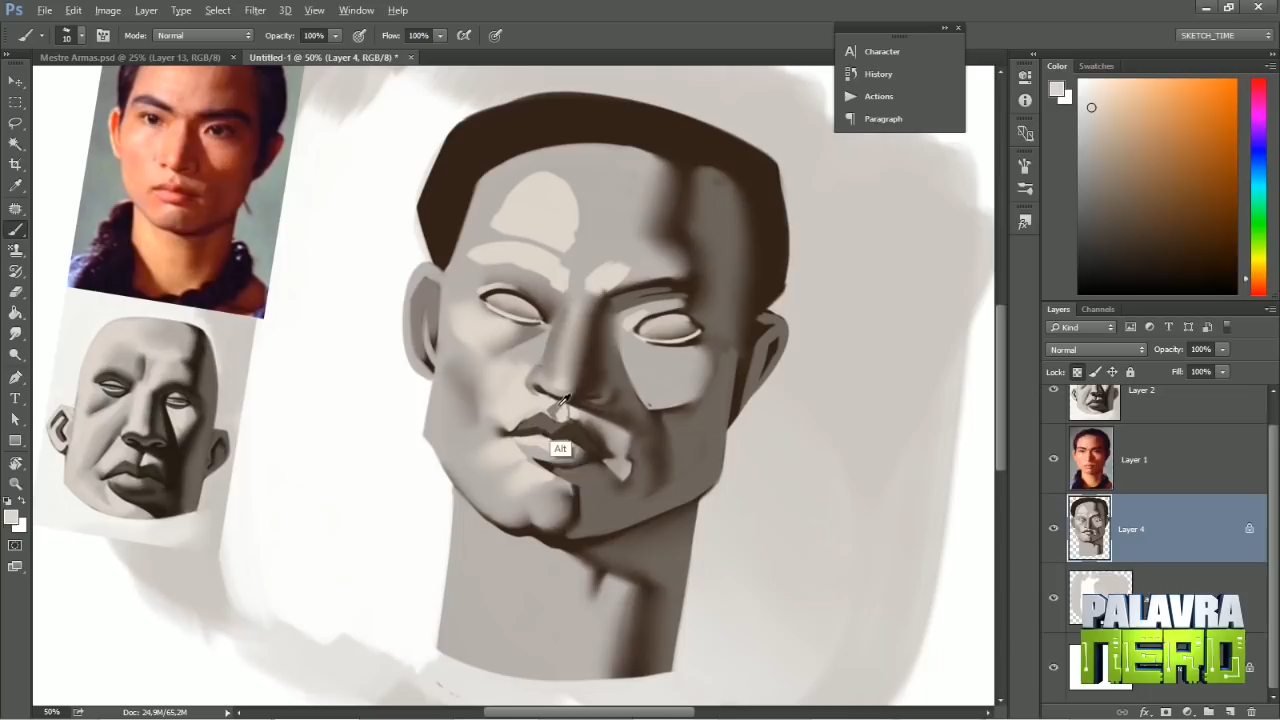 Ps File Edit Image Layer Type Select Filter 3D View Window Help
10 Mode: Normal Opacity: 100% Flow: 100% SKETCH_TIME
Mestre Armas.psd @ 25% (Layer 13, RGB/8) × Untitled-1 @ 50% (Layer 4, RGB/8) * ×
Character
History
Actions
Paragraph
Color Swatches
Alt
Layers Channels
Kind
Normal Opacity: 100%
Lock: Fill: 100%
Layer 2
Layer 1
Layer 4
PALAVRA
NERD
50% Doc: 24,9M/65,2M
fx